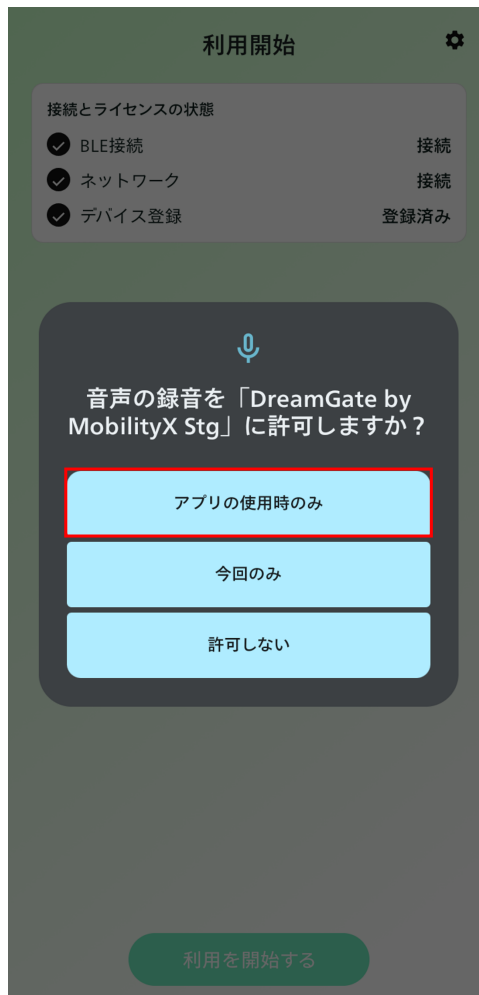 利用開始
接続とライセンスの状態
BLE接続 接続
ネットワーク 接続
デバイス登録 登録済み
音声の録音を「DreamGate by
MobilityX Stg」に許可しますか？
アプリの使用時のみ
今回のみ
許可しない
利用を開始する